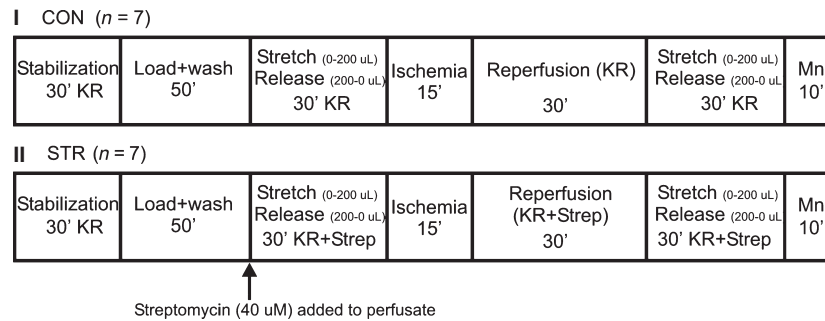 I CON (n = 7)
Stabilization
30' KR
Load+wash
50'
Stretch (0-200 uL)
Release (200-0 uL)
30' KR
Ischemia
15'
Reperfusion (KR)
30'
Stretch (0-200 uL)
Release (200-0 uL
30' KR
Mn
10'
II STR (n = 7)
Stabilization
30' KR
Load+wash
50'
Stretch (0-200 uL)
Release (200-0 uL)
30' KR+Strep
Ischemia
15'
Reperfusion
(KR+Strep)
30'
Stretch (0-200 uL)
Release (200-0 uL
30' KR+Strep
Mn
10'
Streptomycin (40 uM) added to perfusate